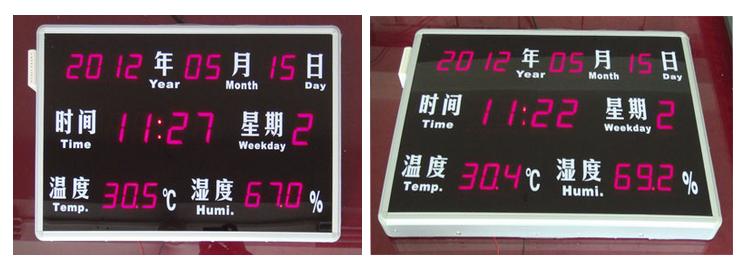 2012 年 05 月 15 日
Year Month Day
时间 11:27 星期 2
Time Weekday
温度 30.5 ℃ 湿度 67.0 %
Temp. Humi.
2012 年 05 月 15 日
Year Month Day
时间 11:22 星期 2
Time Weekday
温度 30.4 ℃ 湿度 69.2 %
Temp. Humi.